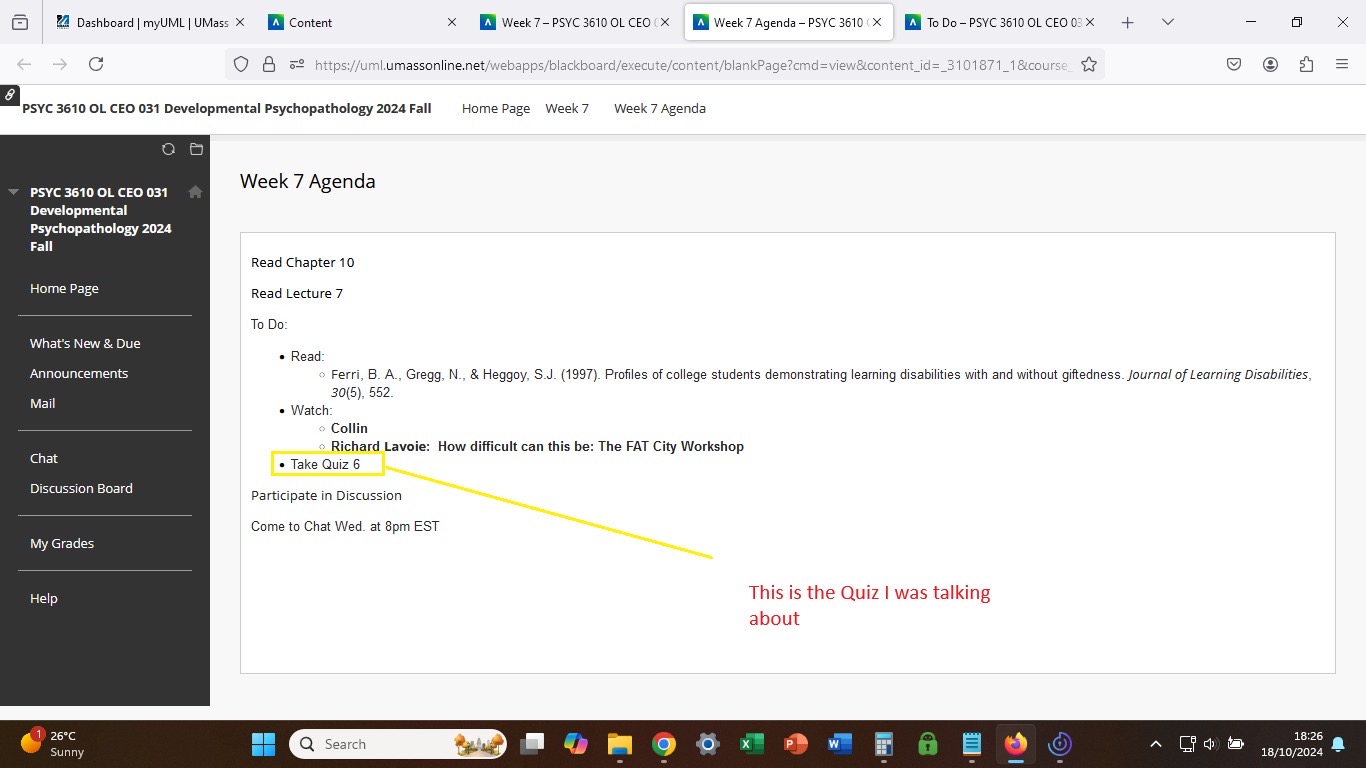 Dashboard | myUML | UMass
Content
Week 7 – PSYC 3610 OL CEO
Week 7 Agenda – PSYC 3610
To Do – PSYC 3610 OL CEO 03
https://uml.umassonline.net/webapps/blackboard/execute/content/blankPage?cmd=view&content_id=_3101871_1&course_
PSYC 3610 OL CEO 031 Developmental Psychopathology 2024 Fall
Home Page
Week 7
Week 7 Agenda
PSYC 3610 OL CEO 031
Developmental
Psychopathology 2024
Fall
Home Page
What's New & Due
Announcements
Mail
Chat
Discussion Board
My Grades
Help
Week 7 Agenda
Read Chapter 10
Read Lecture 7
To Do:
Read:
Ferri, B. A., Gregg, N., & Heggoy, S.J. (1997). Profiles of college students demonstrating learning disabilities with and without giftedness. Journal of Learning Disabilities,
30(5), 552.
Watch:
Collin
Richard Lavoie:  How difficult can this be: The FAT City Workshop
Take Quiz 6
Participate in Discussion
Come to Chat Wed. at 8pm EST
This is the Quiz I was talking
about
1
26°C
Sunny
Search
18:26
18/10/2024